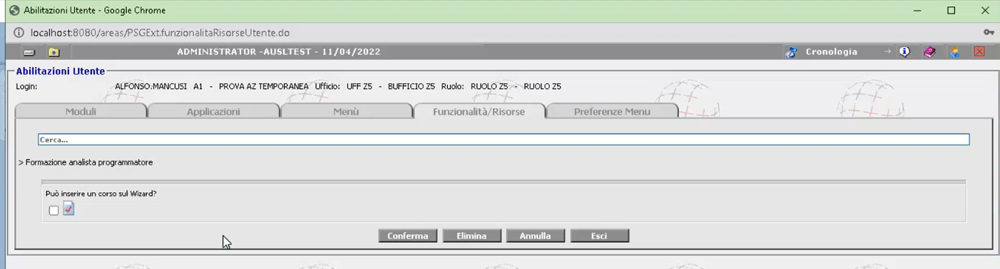 Abilitazioni Utente - Google Chrome
localhost:8080/areas/PSGExt.funzionalitaRisorseUtente.do
ADMINISTRATOR -AUSLTEST - 11/04/2022 Cronologia
Abilitazioni Utente
Login: ALFONSO.MANCUSI A1 - PROVA AZ TEMPORANEA Ufficio: UFF Z5 - BUFFICIO Z5 Ruolo: RUOLO Z5 - RUOLO Z5
Moduli Applicazioni Menù Funzionalità/Risorse Preferenze Menu
Cerca...
> Formazione analista programmatore
Può inserire un corso sul Wizard?
Conferma Elimina Annulla Esci